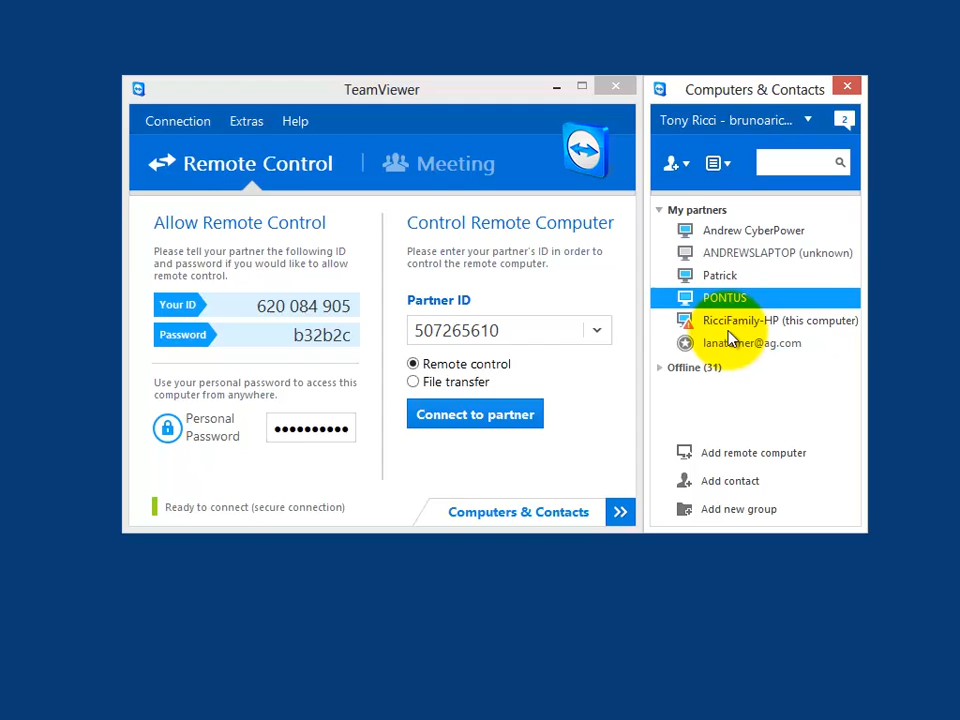 TeamViewer
Connection Extras Help
Remote Control
Meeting
Allow Remote Control
Please tell your partner the following ID
and password if you would like to allow
remote control.
Your ID 620 084 905
Password b32b2c
Use your personal password to access this
computer from anywhere.
Personal
Password
Ready to connect (secure connection)
Control Remote Computer
Please enter your partner's ID in order to
control the remote computer.
Partner ID
507265610
Remote control
File transfer
Connect to partner
Computers & Contacts
Computers & Contacts
Tony Ricci - brunoaric...
2
My partners
Andrew CyberPower
ANDREWSLAPTOP (unknown)
Patrick
PONTUS
RicciFamily-HP (this computer)
Offline (31)
Add remote computer
Add contact
Add new group